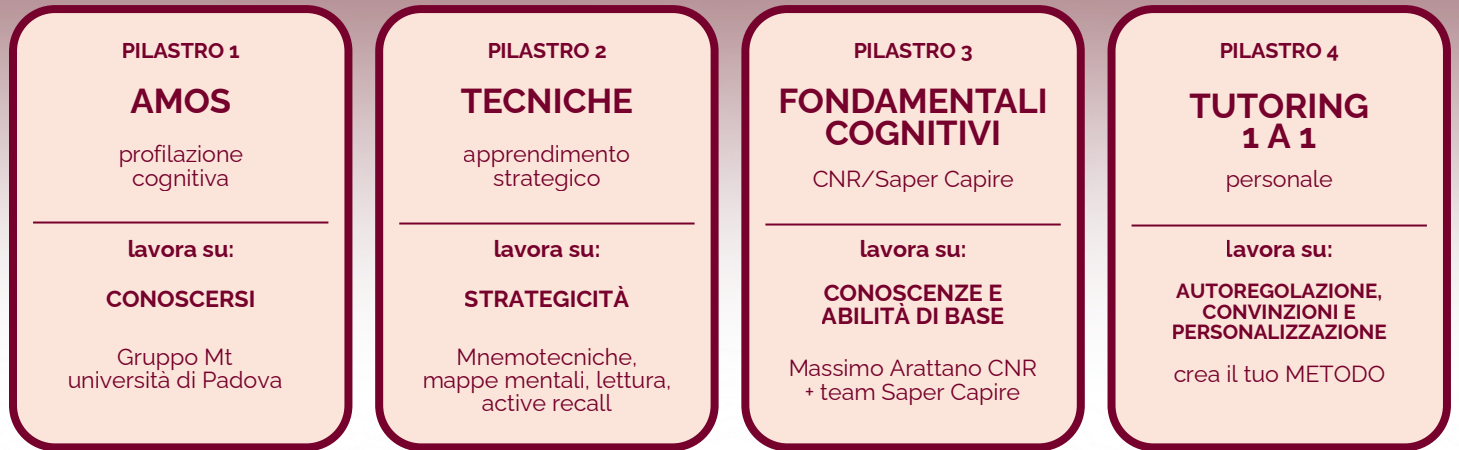 PILASTRO 1
AMOS
profilazione
cognitiva
lavora su:
CONOSCERSI
Gruppo Mt
università di Padova
PILASTRO 2
TECNICHE
apprendimento
strategico
lavora su:
STRATEGICITÀ
Mnemotecniche,
mappe mentali, lettura,
active recall
PILASTRO 3
FONDAMENTALI
COGNITIVI
CNR/Saper Capire
lavora su:
CONOSCENZE E
ABILITÀ DI BASE
Massimo Arattano CNR
+ team Saper Capire
PILASTRO 4
TUTORING
1 A 1
personale
lavora su:
AUTOREGOLAZIONE,
CONVINZIONI E
PERSONALIZZAZIONE
crea il tuo METODO